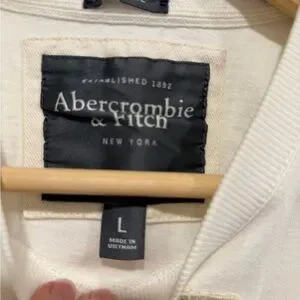 ESTABLISHED 1892
Abercrombie
& Fitch
NEW YORK
L
MADE IN
VIETNAM